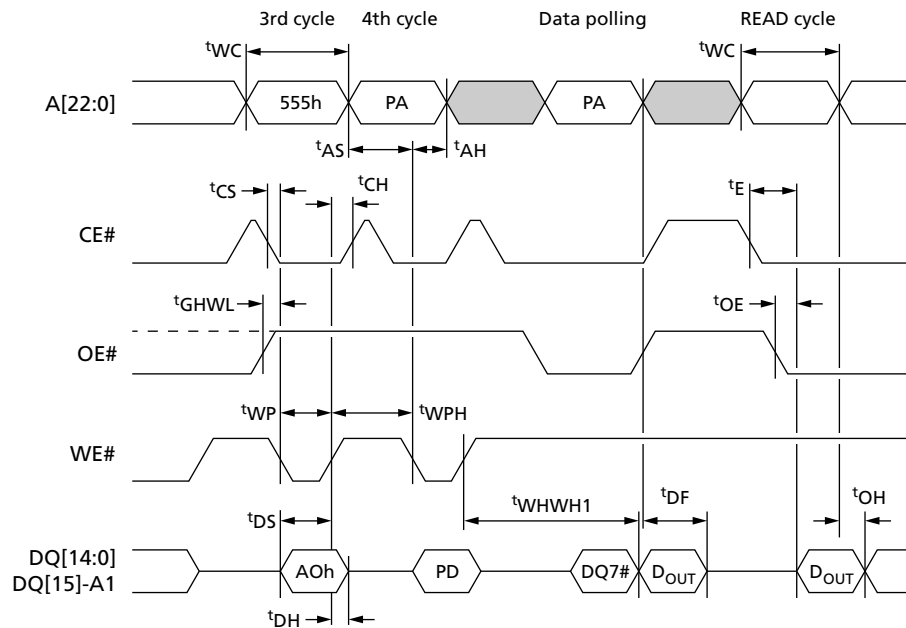 3rd cycle 4th cycle Data polling READ cycle
tWC tWC
A[22:0] 555h PA PA
tAS tAH
tCS tCH tE
CE#
tGHWL tOE
OE#
tWP tWPH
WE#
tWHWH1 tDF tOH
tDS
DQ[14:0]
DQ[15]-A1 AOh PD DQ7# DOUT DOUT
tDH